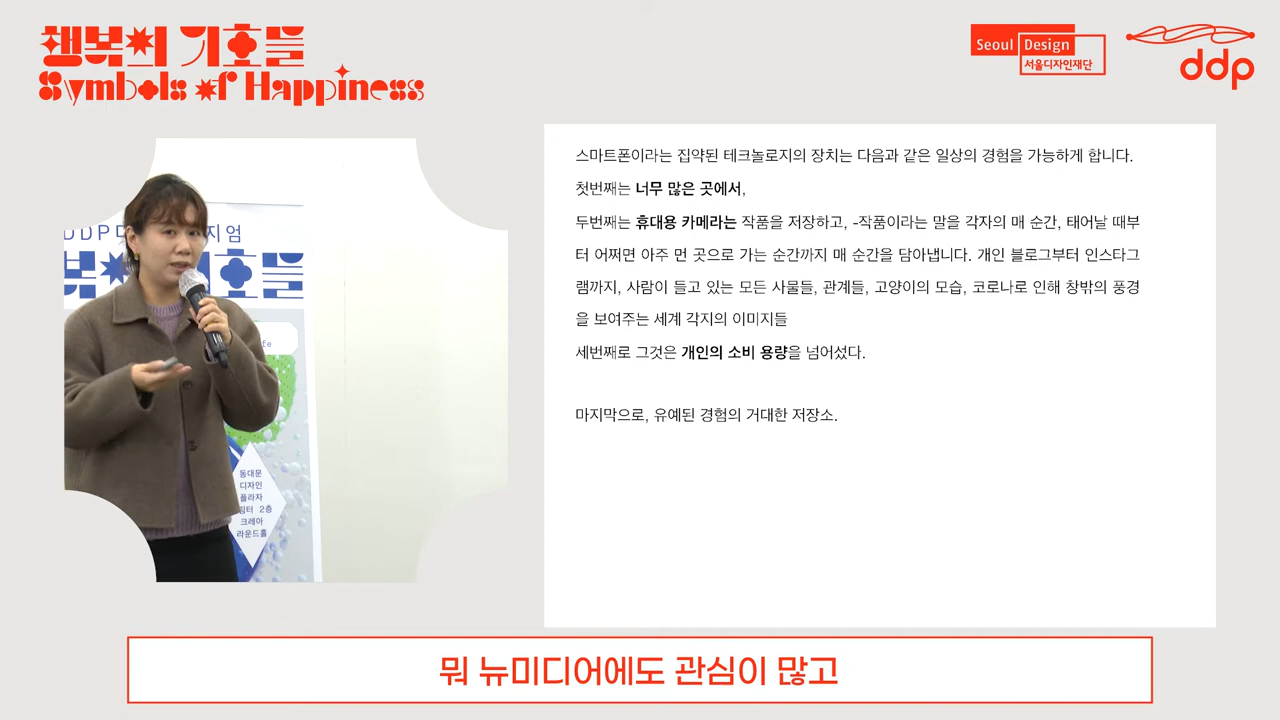 행복의 기호들
Symbols of Happiness
Seoul Design
서울디자인재단
ddp
스마트폰이라는 집약된 테크놀로지의 장치는 다음과 같은 일상의 경험을 가능하게 합니다.
첫번째는 너무 많은 곳에서,
두번째는 휴대용 카메라는 작품을 저장하고, -작품이라는 말을 각자의 매 순간, 태어날 때부
터 어쩌면 아주 먼 곳으로 가는 순간까지 매 순간을 담아냅니다. 개인 블로그부터 인스타그
램까지, 사람이 들고 있는 모든 사물들, 관계들, 고양이의 모습, 코로나로 인해 창밖의 풍경
을 보여주는 세계 각지의 이미지들
세번째로 그것은 개인의 소비 용량을 넘어섰다.
마지막으로, 유예된 경험의 거대한 저장소.
DDP
지엄
기호들
동대문
디자인
플라자
쉼터 2층
크레아
라운드홀
뭐 뉴미디어에도 관심이 많고